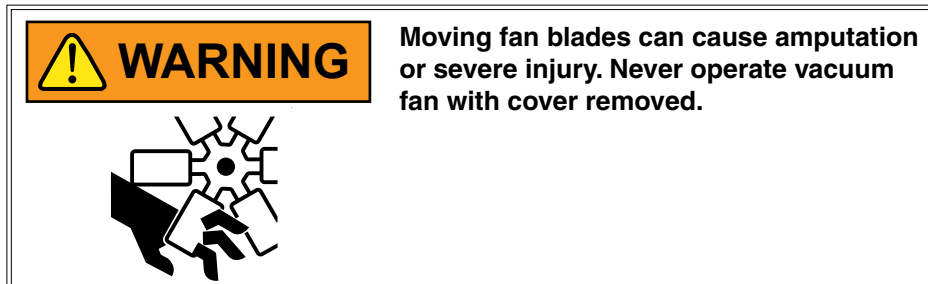 WARNING
Moving fan blades can cause amputation
or severe injury. Never operate vacuum
fan with cover removed.